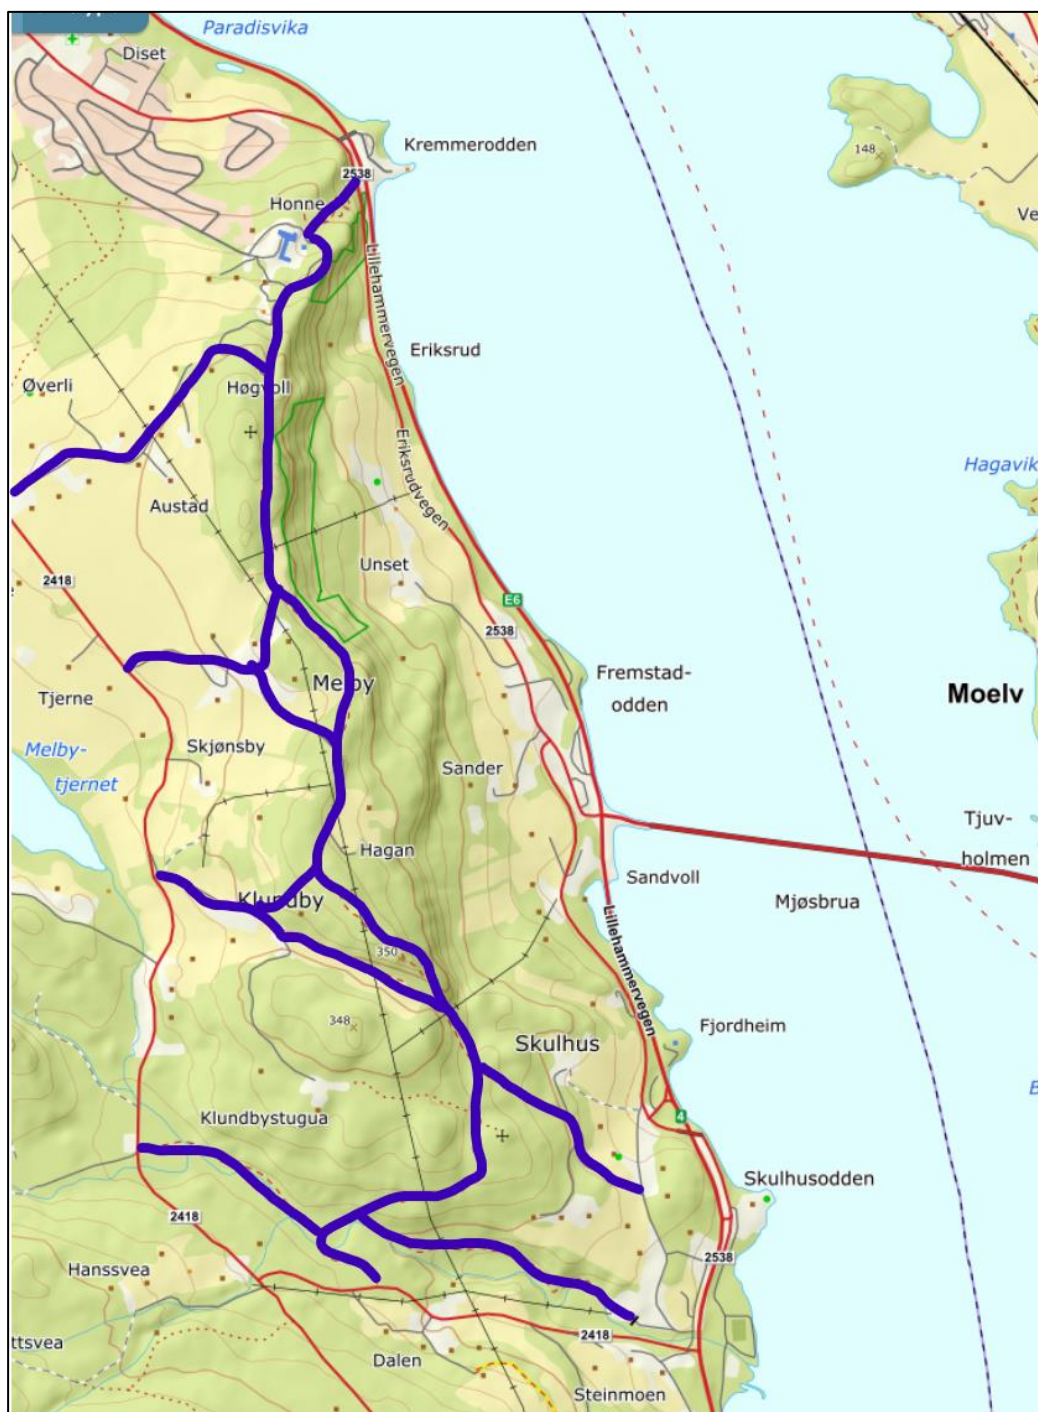 Paradisvika
Diset
Kremmerodden
148
2538
Honne
Ve
Lillehammervegen
Eriksrud
Øverli
Høgvoll
Eriksrudvegen
Hagavik
Austad
Unset
2418
E6
2538
Fremstad-
odden
Melby
Moelv
Tjerne
Skjønsby
Melby-
tjernet
Sander
Tjuv-
holmen
Hagan
Sandvoll
Klundby
Mjøsbrua
Lillehammervegen
350
348
Skulhus
Fjordheim
B
Klundbystugua
4
Skulhusodden
2418
2538
Hanssvea
ttsvea
2418
Dalen
Steinmoen